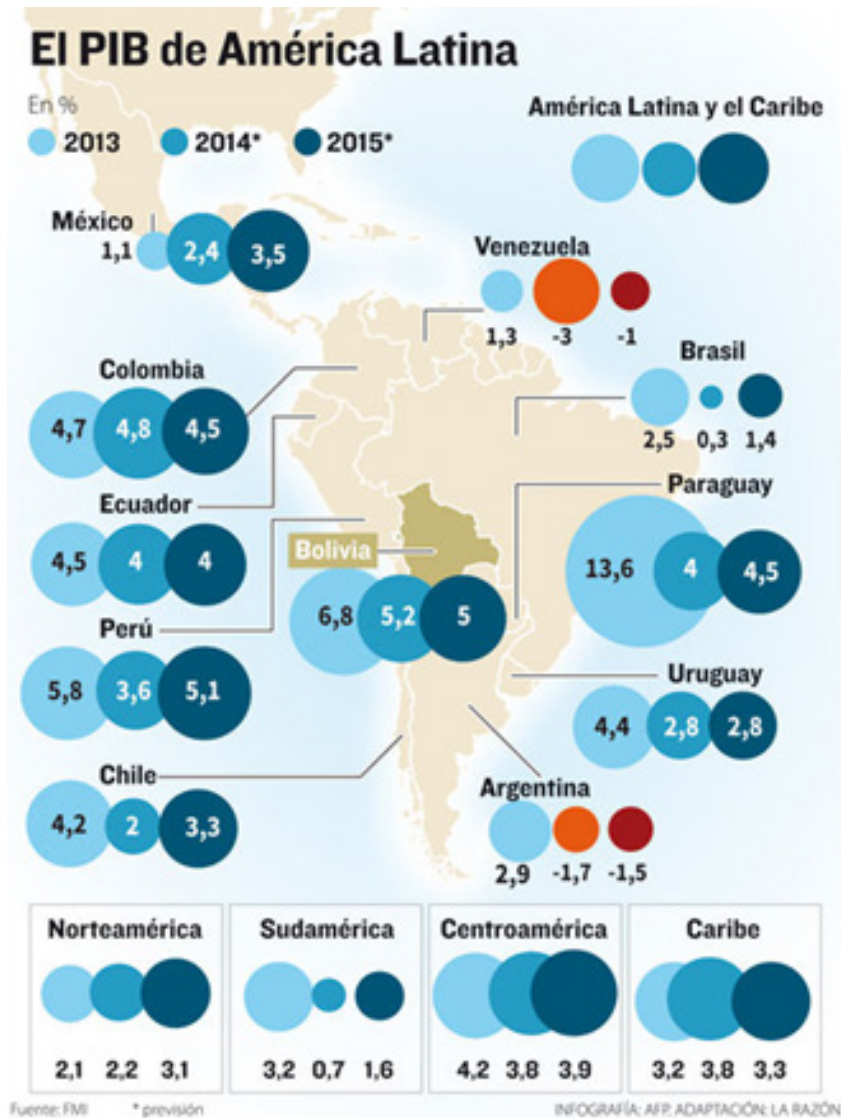 El PIB de América Latina
En %
2013 2014* 2015*
América Latina y el Caribe
México
1,1 2,4 3,5
Venezuela
1,3 -3 -1
Brasil
2,5 0,3 1,4
Colombia
4,7 4,8 4,5
Ecuador
4,5 4 4
Paraguay
13,6 4 4,5
Bolivia
6,8 5,2 5
Perú
5,8 3,6 5,1
Uruguay
4,4 2,8 2,8
Chile
4,2 2 3,3
Argentina
2,9 -1,7 -1,5
Norteamérica
2,1 2,2 3,1
Sudamérica
3,2 0,7 1,6
Centroamérica
4,2 3,8 3,9
Caribe
3,2 3,8 3,3
Fuente: FMI * previsión
INFOGRAFÍA: AFP. ADAPTACIÓN: LA RAZÓN